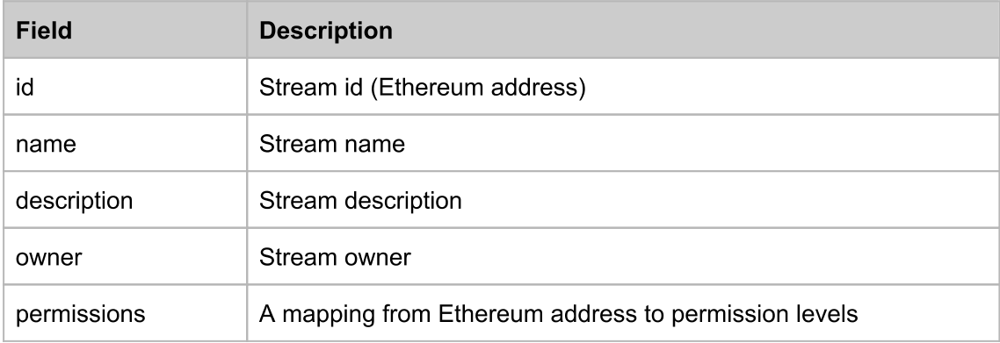 Field Description
id Stream id (Ethereum address)
name Stream name
description Stream description
owner Stream owner
permissions A mapping from Ethereum address to permission levels